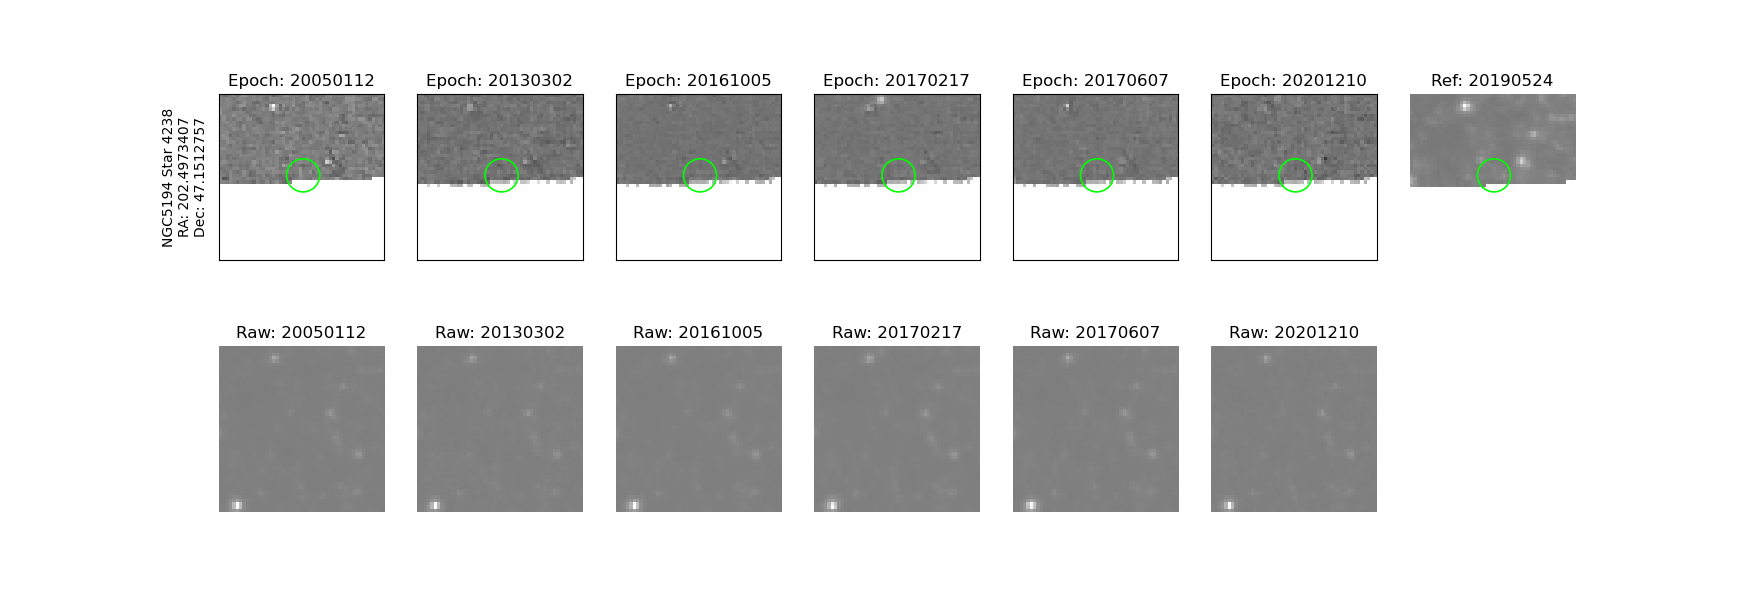 Epoch: 20050112
Epoch: 20130302
Epoch: 20161005
Epoch: 20170217
Epoch: 20170607
Epoch: 20201210
Ref: 20190524
NGC5194 Star 4238
RA: 202.4973407
Dec: 47.1512757
Raw: 20050112
Raw: 20130302
Raw: 20161005
Raw: 20170217
Raw: 20170607
Raw: 20201210